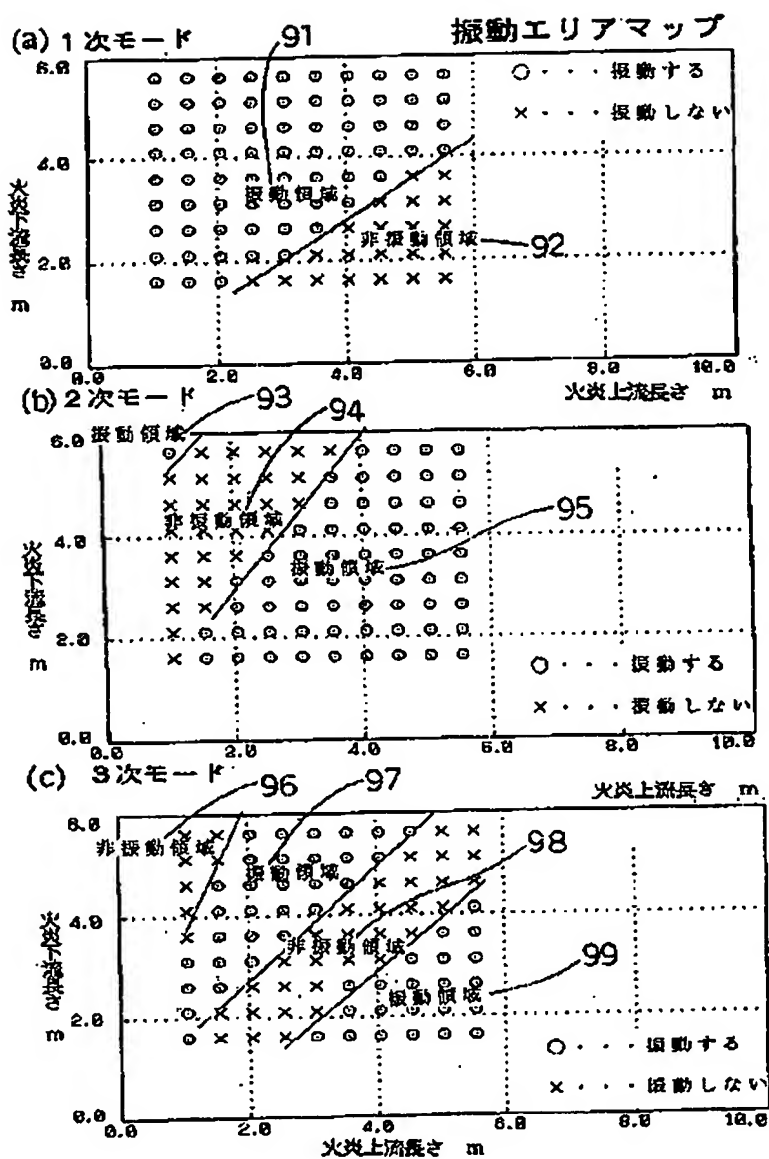 振動エリアマップ
(a) 1次モード
91
6.0
4.0
2.0
0.0
火炎下流長さ m
○・・・振動する
×・・・振動しない
振動領域
非振動領域
92
0.0 2.0 4.0 6.0 8.0 10.0
火炎上流長さ m
(b) 2次モード
93
94
振動領域
6.0
4.0
2.0
0.0
火炎下流長さ m
非振動領域
振動領域
95
○・・・振動する
×・・・振動しない
0.0 2.0 4.0 6.0 8.0 10.0
火炎上流長さ m
(c) 3次モード
96
97
6.0
4.0
2.0
0.0
火炎下流長さ m
非振動領域
振動領域
98
非振動領域
99
振動領域
○・・・振動する
×・・・振動しない
0.0 2.0 4.0 6.0 8.0 10.0
火炎上流長さ m